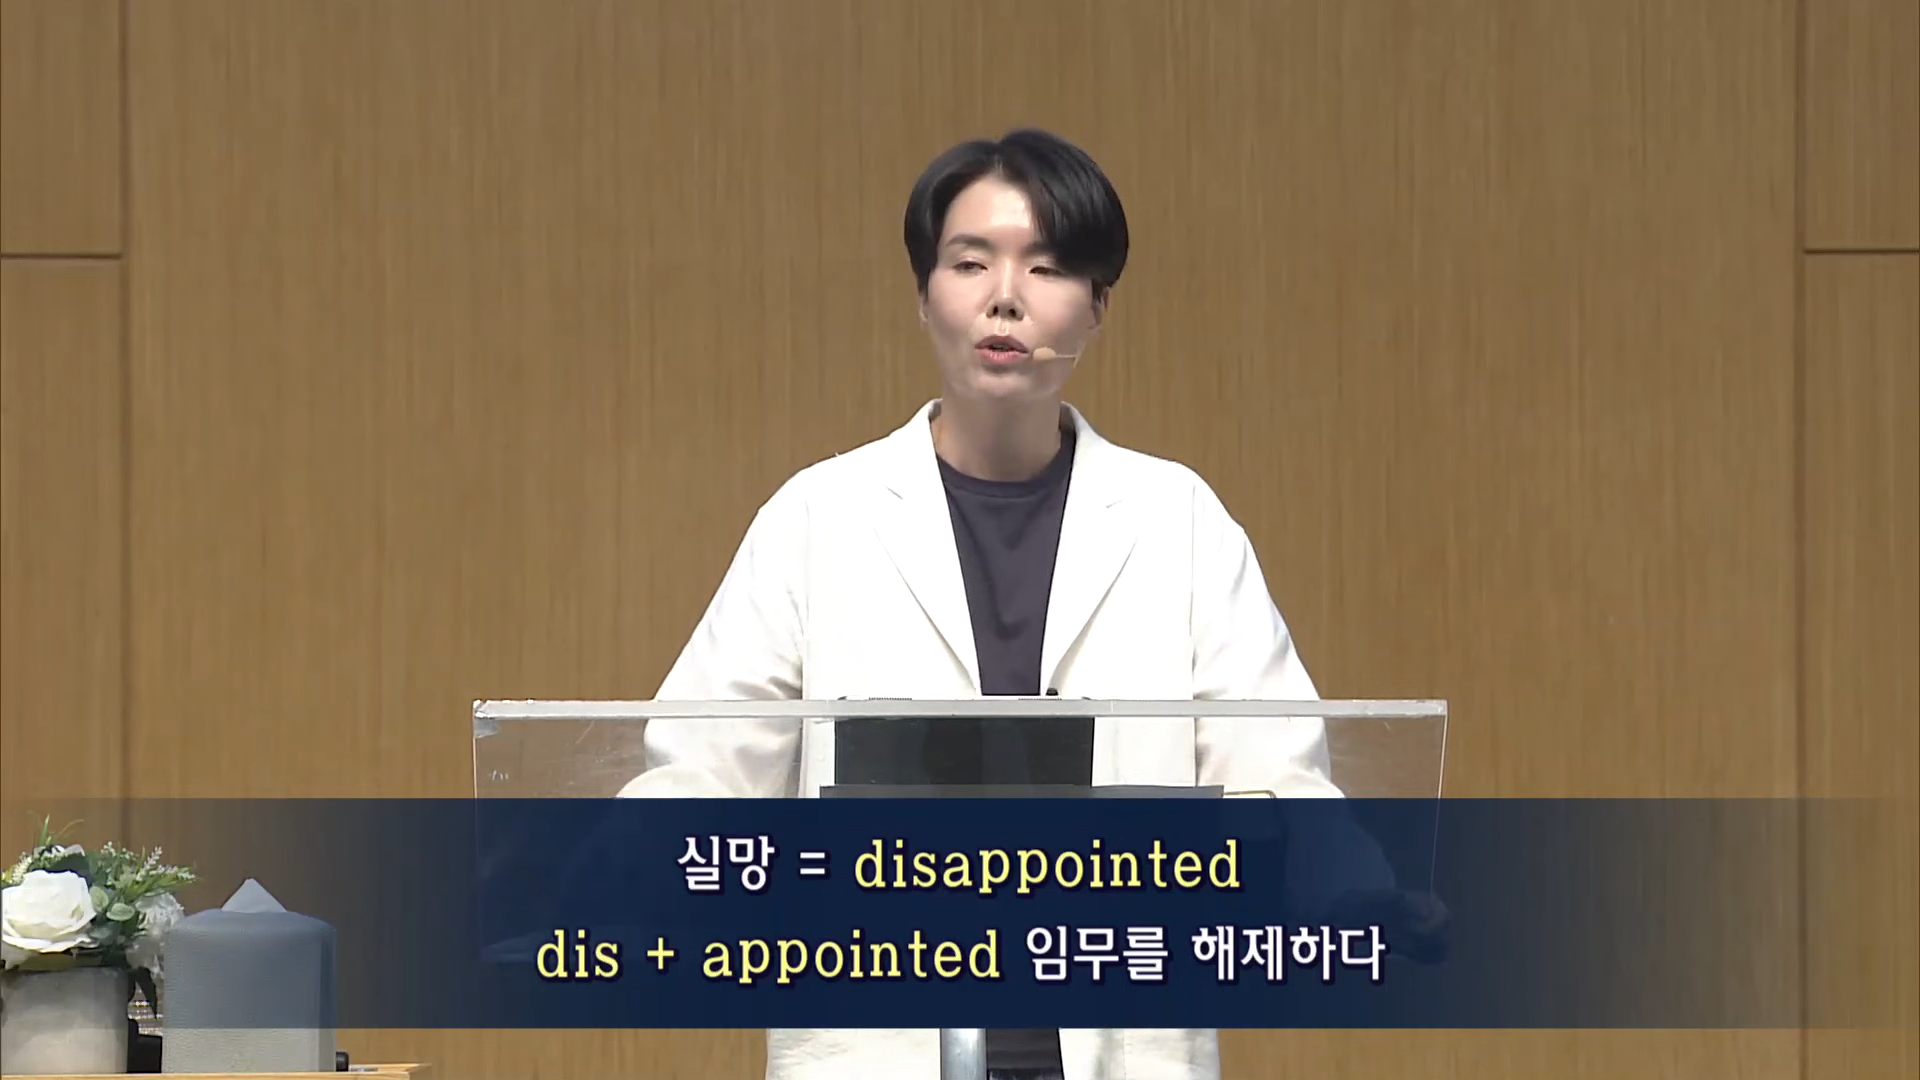 실망 = disappointed
dis + appointed 임무를 해제하다